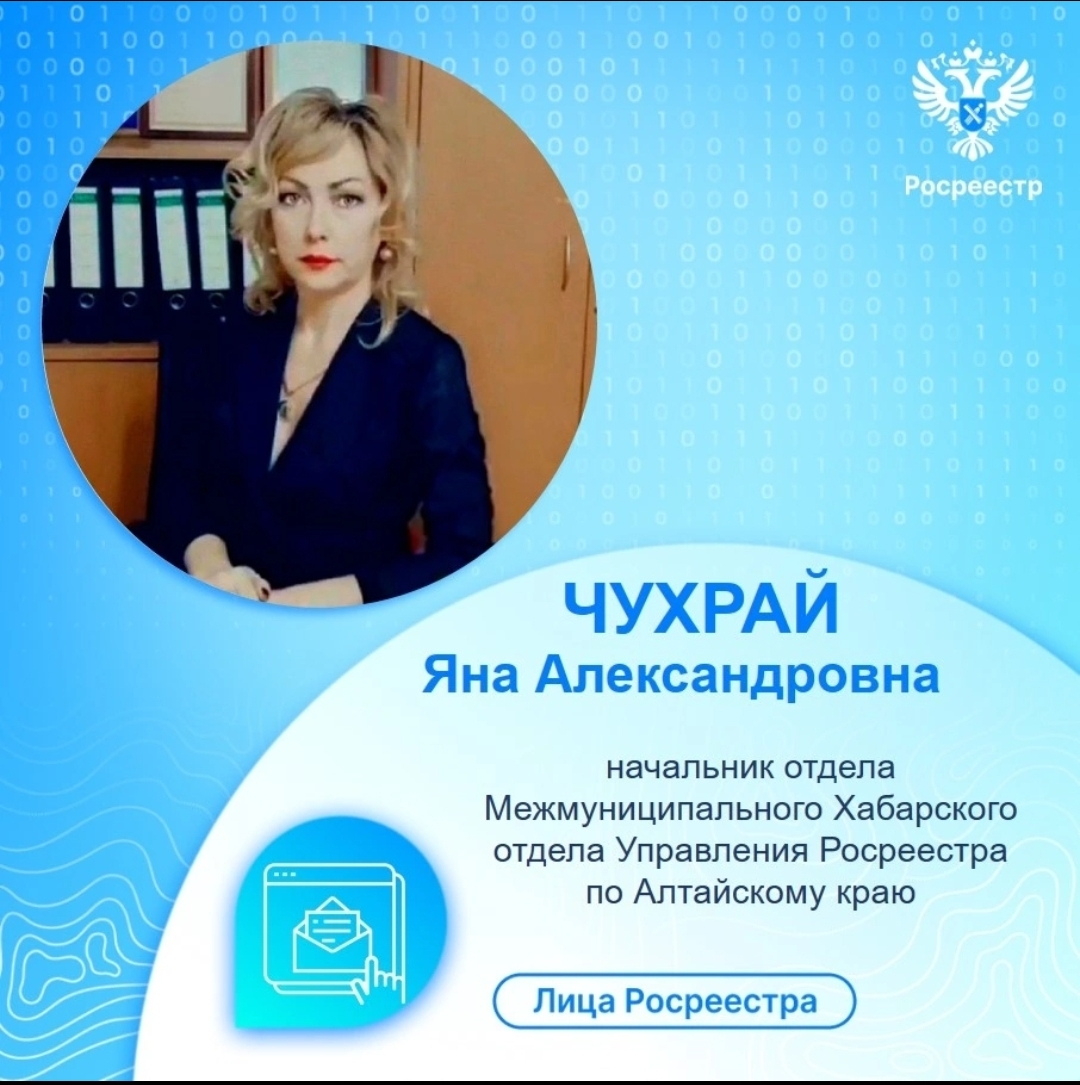 Росреестр
ЧУХРАЙ
Яна Александровна
начальник отдела
Межмуниципального Хабарского
отдела Управления Росреестра
по Алтайскому краю
Лица Росреестра